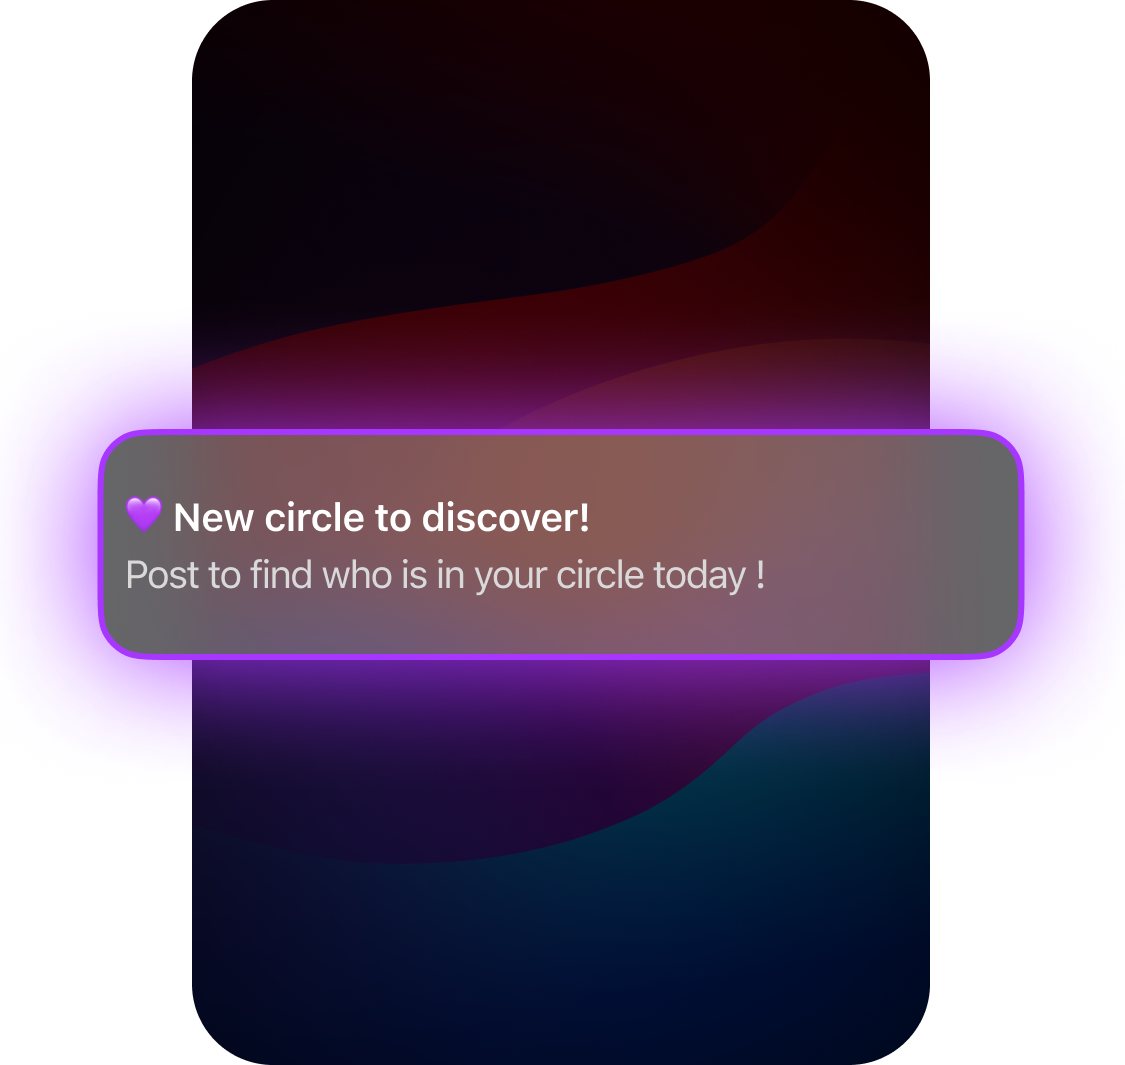 💜 New circle to discover!
Post to find who is in your circle today !